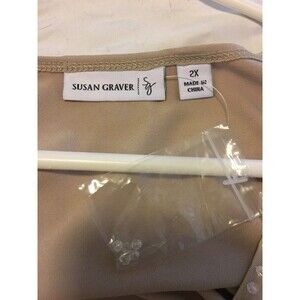 SUSAN GRAVER
sg
2X
MADE IN
CHINA